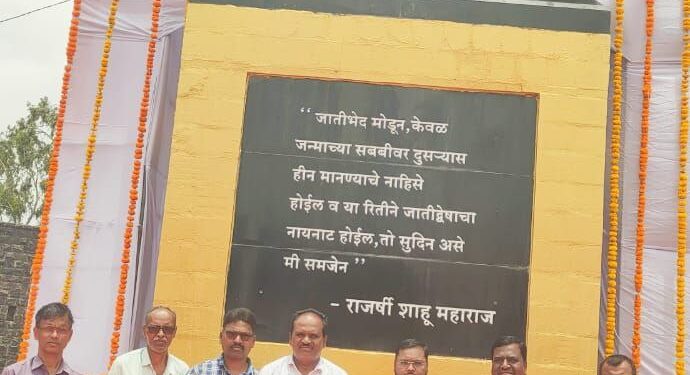 “ जातीभेद मोडून,केवळ
जन्माच्या सबबीवर दुसऱ्यास
हीन मानण्याचे नाहिसे
होईल व या रितीने जातीद्वेषाचा
नायनाट होईल,तो सुदिन असे
मी समजेन ”
- राजर्षी शाहू महाराज